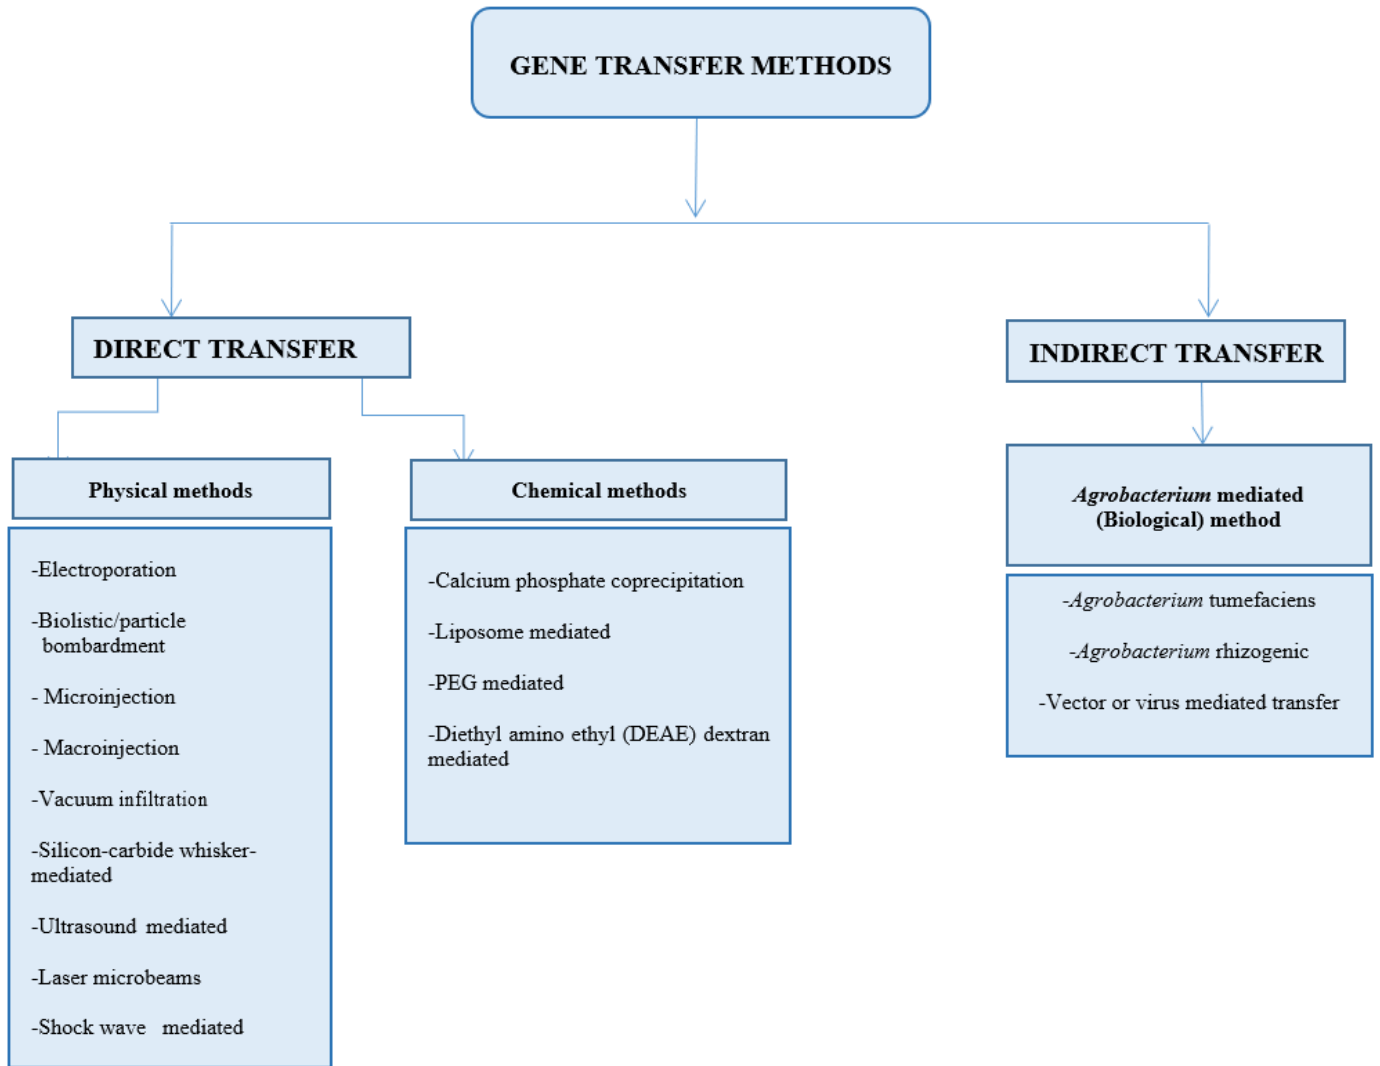 GENE TRANSFER METHODS
DIRECT TRANSFER
INDIRECT TRANSFER
Physical methods
-Electroporation
-Biolistic/particle
bombardment
- Microinjection
- Macroinjection
-Vacuum infiltration
-Silicon-carbide whisker-
mediated
-Ultrasound mediated
-Laser microbeams
-Shock wave mediated
Chemical methods
-Calcium phosphate coprecipitation
-Liposome mediated
-PEG mediated
-Diethyl amino ethyl (DEAE) dextran
mediated
Agrobacterium mediated
(Biological) method
-Agrobacterium tumefaciens
-Agrobacterium rhizogenic
-Vector or virus mediated transfer